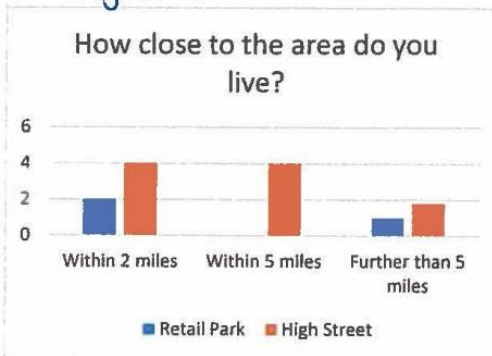 How close to the area do you
live?
6
4
2
0
Within 2 miles Within 5 miles Further than 5
miles
Retail Park High Street